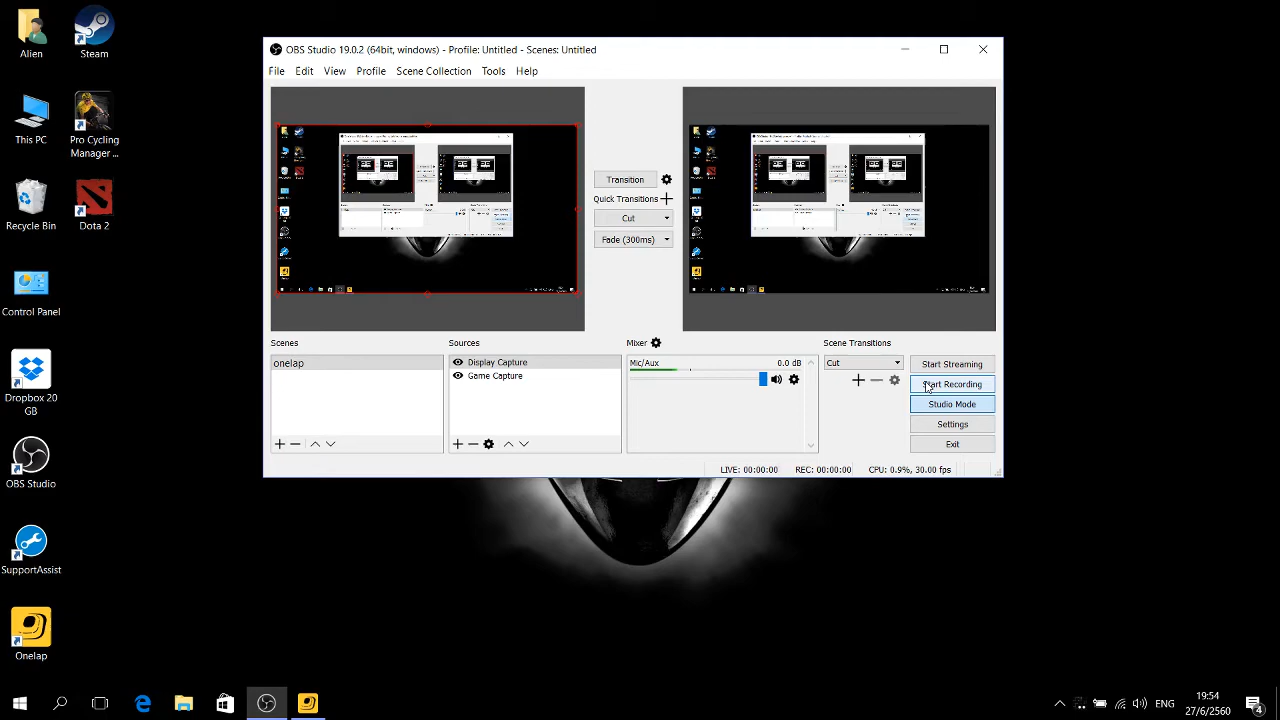 Alien
Steam
This PC
Pro Cycling
Manager ...
Recycle Bin
Dota 2
Control Panel
Dropbox 20
GB
OBS Studio
SupportAssist
Onelap
OBS Studio 19.0.2 (64bit, windows) - Profile: Untitled - Scenes: Untitled
File Edit View Profile Scene Collection Tools Help
Transition
Quick Transitions
Cut
Fade (300ms)
Scenes
onelap
Sources
Display Capture
Game Capture
Mixer
Mic/Aux 0.0 dB
Scene Transitions
Cut
Start Streaming
Start Recording
Studio Mode
Settings
Exit
LIVE: 00:00:00 REC: 00:00:00 CPU: 0.9%, 30.00 fps
ENG
19:54
27/6/2560
4